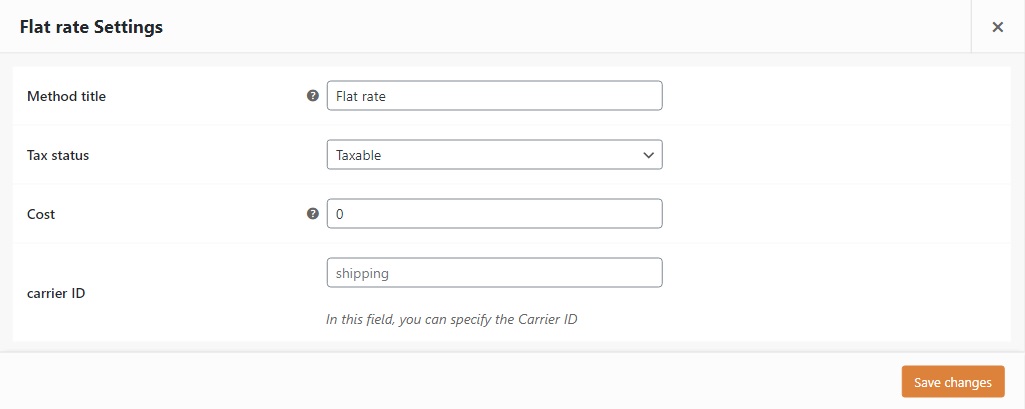 Flat rate Settings
Method title
Flat rate
Tax status
Taxable
Cost
0
carrier ID
shipping
In this field, you can specify the Carrier ID
Save changes